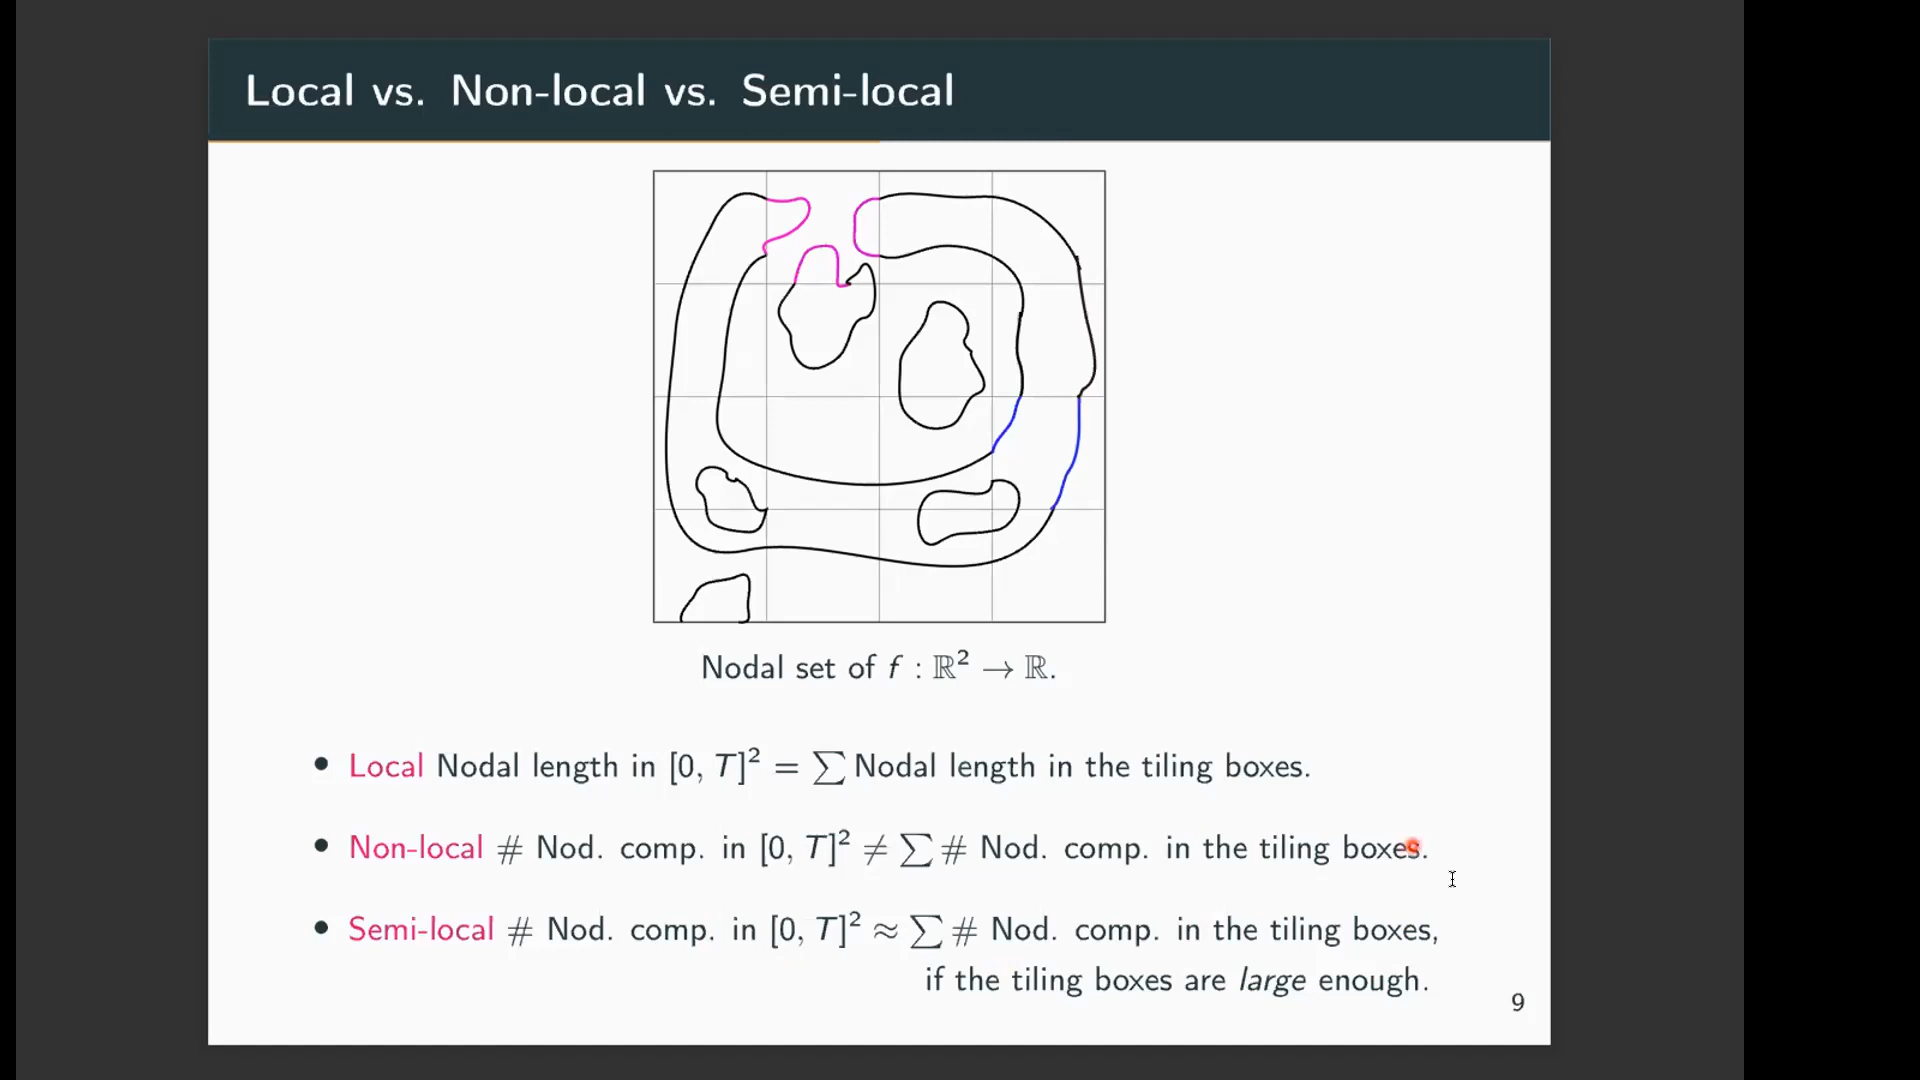 Local vs. Non-local vs. Semi-local
Nodal set of f : ℝ² → ℝ.
• Local Nodal length in [0, T]² = ∑ Nodal length in the tiling boxes.
• Non-local # Nod. comp. in [0, T]² ≠ ∑ # Nod. comp. in the tiling boxes.
• Semi-local # Nod. comp. in [0, T]² ≈ ∑ # Nod. comp. in the tiling boxes,
if the tiling boxes are large enough.
9